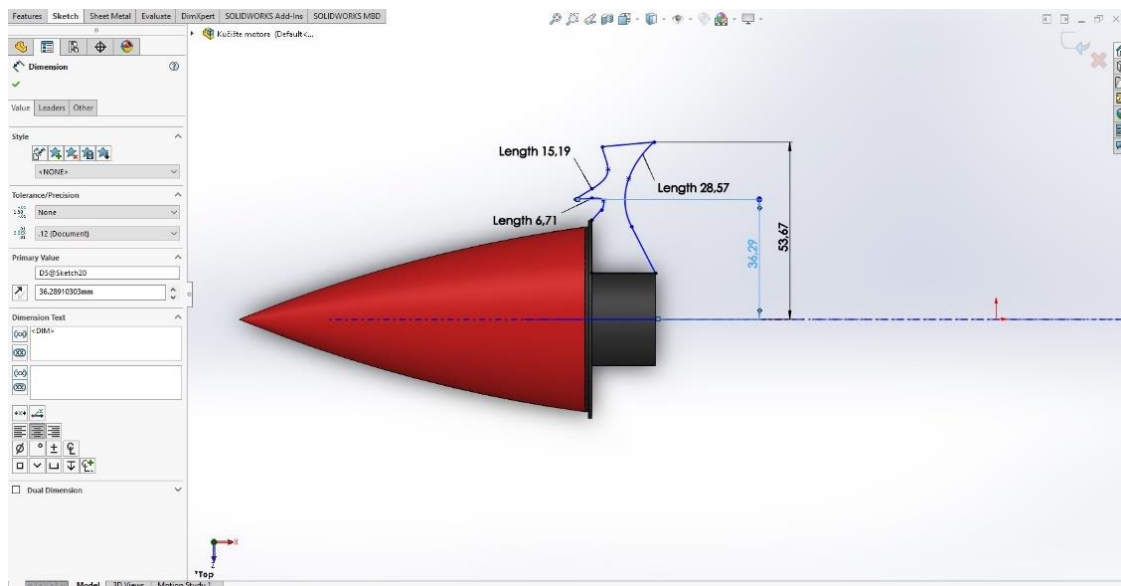 Features Sketch Sheet Metal Evaluate DimXpert SOLIDWORKS Add-Ins SOLIDWORKS MBD
Kućište motora (Default<...
Dimension
Value Leaders Other
Style
<NONE>
Tolerance/Precision
None
.12 (Document)
Primary Value
D5@Sketch20
36.28910303mm
Dimension Text
<DIM>
Dual Dimension
Length 15,19
Length 28,57
Length 6,71
36,29
53,67
X
Z
*Top
Model 3D Views Motion Study 1